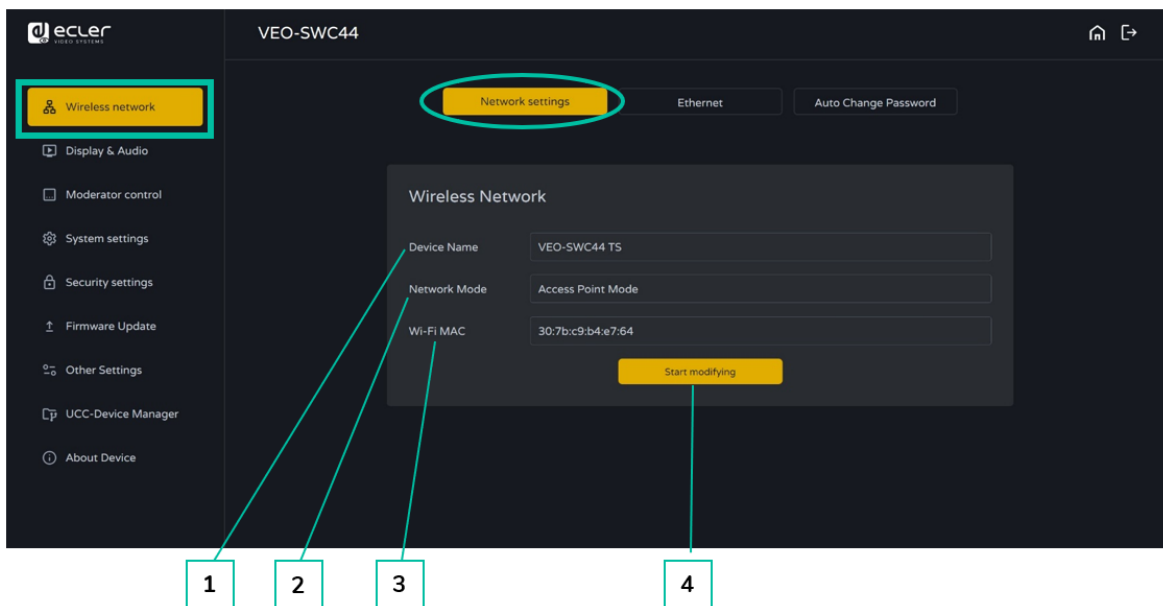 ecler
VIDEO SYSTEMS
VEO-SWC44
Wireless network
Display & Audio
Moderator control
System settings
Security settings
Firmware Update
Other Settings
UCC-Device Manager
About Device
Network settings
Ethernet
Auto Change Password
Wireless Network
Device Name
VEO-SWC44 TS
Network Mode
Access Point Mode
Wi-Fi MAC
30:7b:c9:b4:e7:64
Start modifying
1
2
3
4